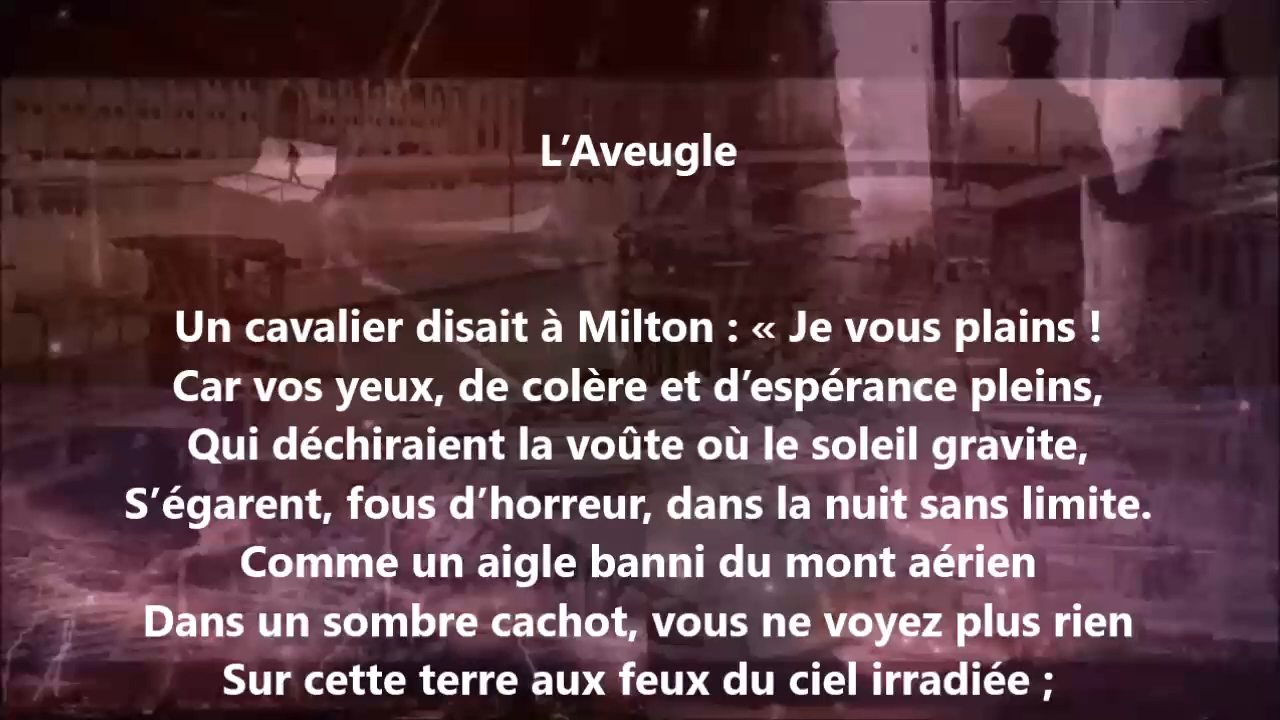 L’Aveugle
Un cavalier disait à Milton : « Je vous plains !
Car vos yeux, de colère et d’espérance pleins,
Qui déchiraient la voûte où le soleil gravite,
S’égarent, fous d’horreur, dans la nuit sans limite.
Comme un aigle banni du mont aérien
Dans un sombre cachot, vous ne voyez plus rien
Sur cette terre aux feux du ciel irradiée ;